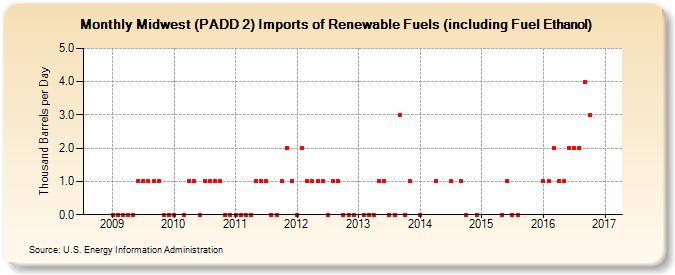 Monthly Midwest (PADD 2) Imports of Renewable Fuels (including Fuel Ethanol)
Thousand Barrels per Day
5.0
4.0
3.0
2.0
1.0
0.0
2009 2010 2011 2012 2013 2014 2015 2016 2017
Source: U.S. Energy Information Administration